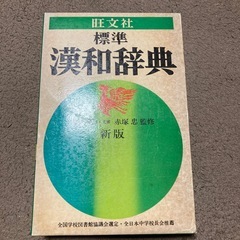 旺文社
標準
漢和辞典
赤塚 忠 監修
新版
全国学校図書館協議会選定・全日本中学校長会推薦